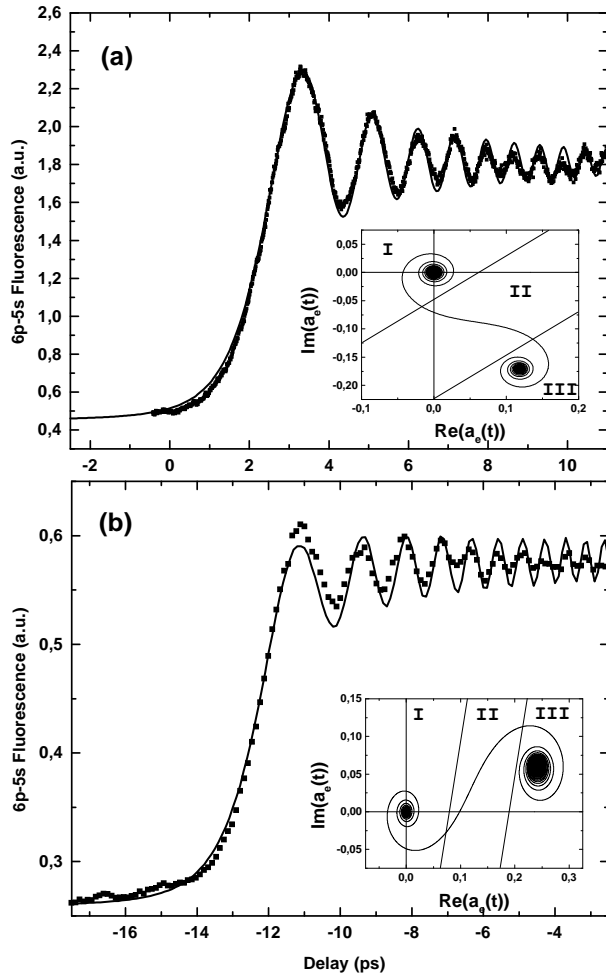 (a)
2,6
2,4
2,2
2,0
1,8
1,6
1,4
1,2
1,0
0,8
0,6
0,4
6p-5s Fluorescence (a.u.)
-2 0 2 4 6 8 10
I
II
III
0,05
0,00
-0,05
-0,10
-0,15
-0,20
Im(a_e(t))
-0,1 0,0 0,1 0,2
Re(a_e(t))
(b)
0,6
0,5
0,4
0,3
6p-5s Fluorescence (a.u.)
-16 -14 -12 -10 -8 -6 -4
Delay (ps)
I II III
0,15
0,10
0,05
0,00
-0,05
Im(a_e(t))
0,0 0,1 0,2 0,3
Re(a_e(t))